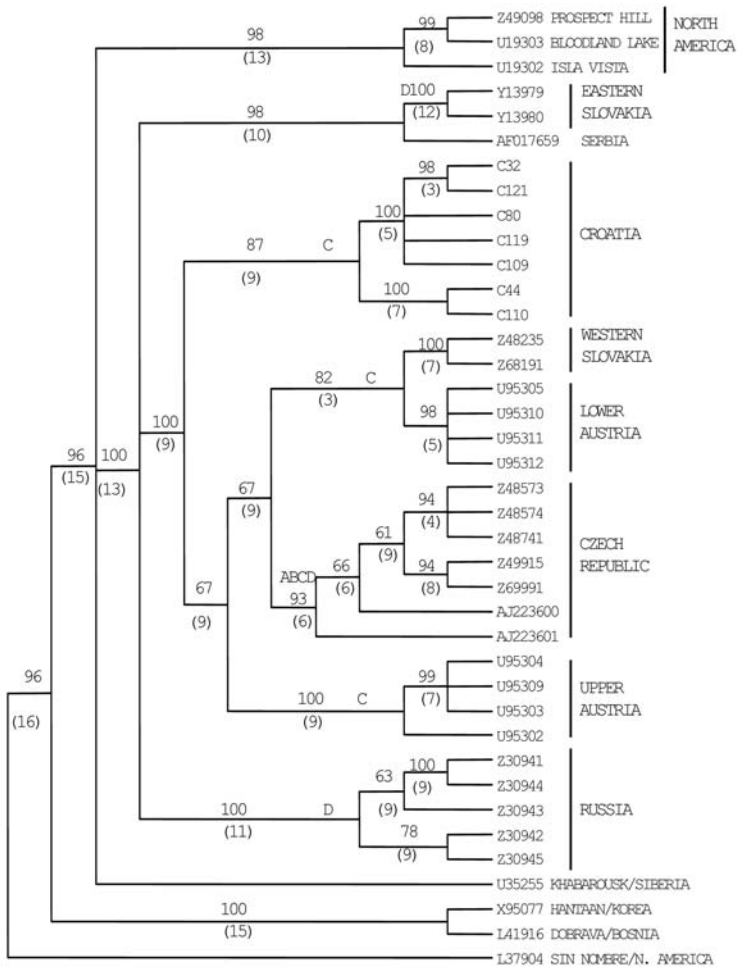 Z49098 PROSPECT HILL
NORTH
AMERICA
99
(8)
U19303 BLOODLAND LAKE
98
(13)
U19302 ISLA VISTA
Y13979
EASTERN
SLOVAKIA
D100
(12)
Y13980
98
(10)
AF017659 SERBIA
C32
98
(3)
C121
C80
100
(5)
C119
CROATIA
87
C
(9)
C109
C44
100
(7)
C110
Z48235
WESTERN
SLOVAKIA
100
(7)
Z68191
82
C
(3)
U95305
U95310
LOWER
AUSTRIA
98
(5)
U95311
U95312
100
(9)
96
(15)
100
(13)
67
(9)
Z48573
94
(4)
Z48574
Z48741
CZECH
REPUBLIC
61
(9)
Z49915
94
(8)
Z69991
66
(6)
ABCD
93
(6)
AJ223600
AJ223601
67
(9)
U95304
99
(7)
U95309
UPPER
AUSTRIA
U95303
100
C
(9)
U95302
96
(16)
Z30941
100
(9)
Z30944
63
(9)
Z30943
RUSSIA
100
D
(11)
Z30942
78
(9)
Z30945
U35255 KHABAROUSK/SIBERIA
X95077 HANTAAN/KOREA
100
(15)
L41916 DOBRAVA/BOSNIA
L37904 SIN NOMBRE/N. AMERICA